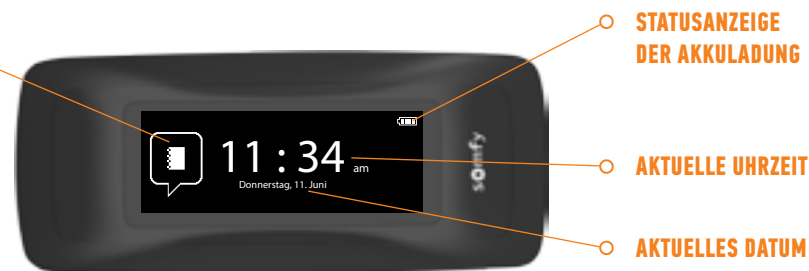 STATUSANZEIGE
DER AKKULADUNG
11 : 34 am
Donnerstag, 11. Juni
somfy
AKTUELLE UHRZEIT
AKTUELLES DATUM